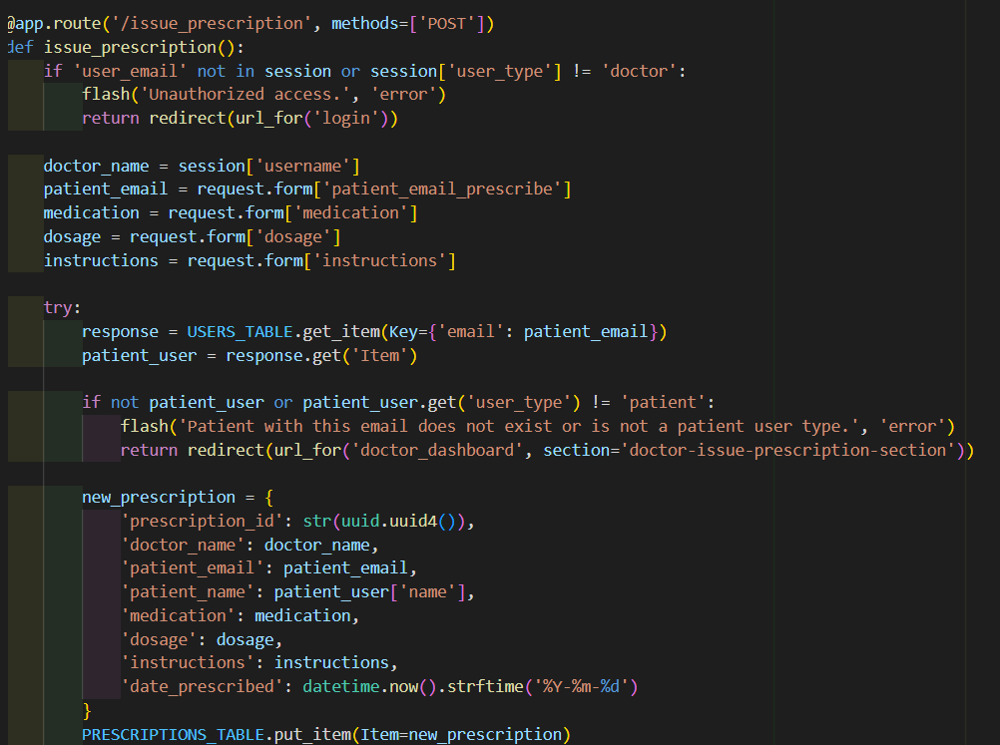 @app.route('/issue_prescription', methods=['POST'])
def issue_prescription():
    if 'user_email' not in session or session['user_type'] != 'doctor':
        flash('Unauthorized access.', 'error')
        return redirect(url_for('login'))

    doctor_name = session['username']
    patient_email = request.form['patient_email_prescribe']
    medication = request.form['medication']
    dosage = request.form['dosage']
    instructions = request.form['instructions']

    try:
        response = USERS_TABLE.get_item(Key={'email': patient_email})
        patient_user = response.get('Item')

        if not patient_user or patient_user.get('user_type') != 'patient':
            flash('Patient with this email does not exist or is not a patient user type.', 'error')
            return redirect(url_for('doctor_dashboard', section='doctor-issue-prescription-section'))

        new_prescription = {
            'prescription_id': str(uuid.uuid4()),
            'doctor_name': doctor_name,
            'patient_email': patient_email,
            'patient_name': patient_user['name'],
            'medication': medication,
            'dosage': dosage,
            'instructions': instructions,
            'date_prescribed': datetime.now().strftime('%Y-%m-%d')
        }
        PRESCRIPTIONS_TABLE.put_item(Item=new_prescription)